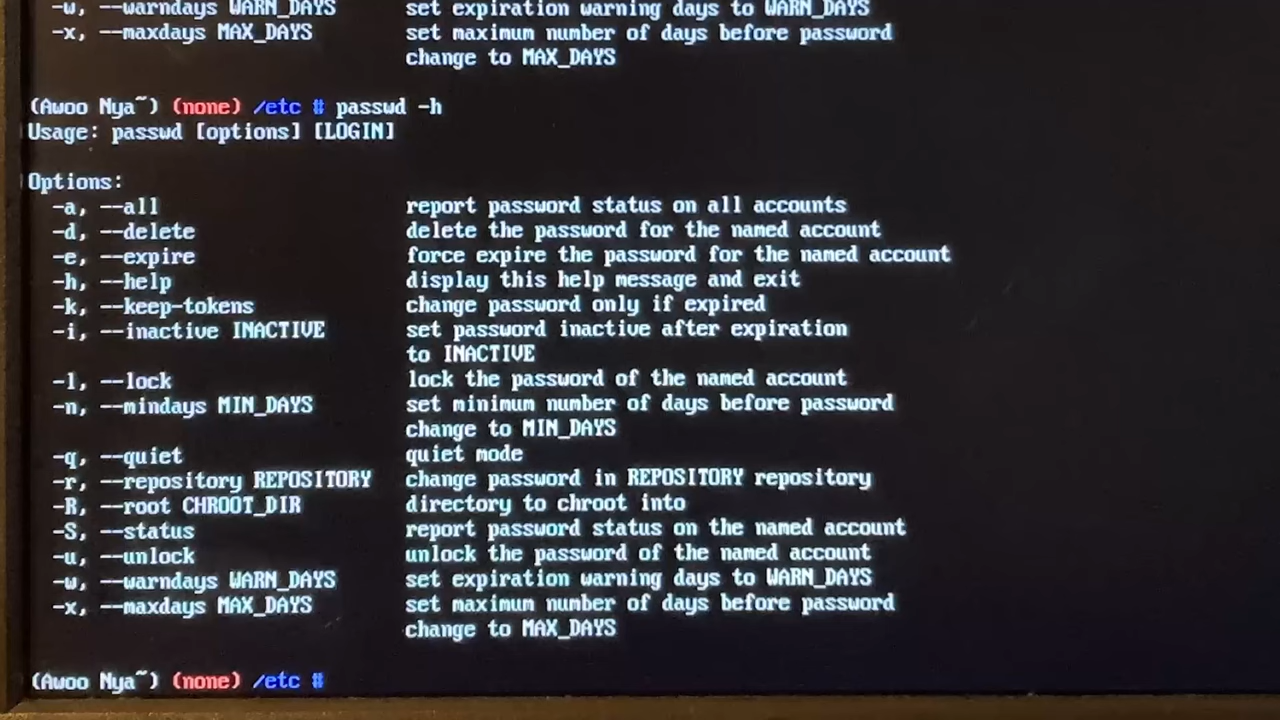 -w, --warndays WARN_DAYS set expiration warning days to WARN_DAYS
-x, --maxdays MAX_DAYS set maximum number of days before password
change to MAX_DAYS
(Awoo Nya~) (none) /etc # passwd -h
Usage: passwd [options] [LOGIN]
Options:
-a, --all report password status on all accounts
-d, --delete delete the password for the named account
-e, --expire force expire the password for the named account
-h, --help display this help message and exit
-k, --keep-tokens change password only if expired
-i, --inactive INACTIVE set password inactive after expiration
to INACTIVE
-l, --lock lock the password of the named account
-n, --mindays MIN_DAYS set minimum number of days before password
change to MIN_DAYS
-q, --quiet quiet mode
-r, --repository REPOSITORY change password in REPOSITORY repository
-R, --root CHROOT_DIR directory to chroot into
-S, --status report password status on the named account
-u, --unlock unlock the password of the named account
-w, --warndays WARN_DAYS set expiration warning days to WARN_DAYS
-x, --maxdays MAX_DAYS set maximum number of days before password
change to MAX_DAYS
(Awoo Nya~) (none) /etc #